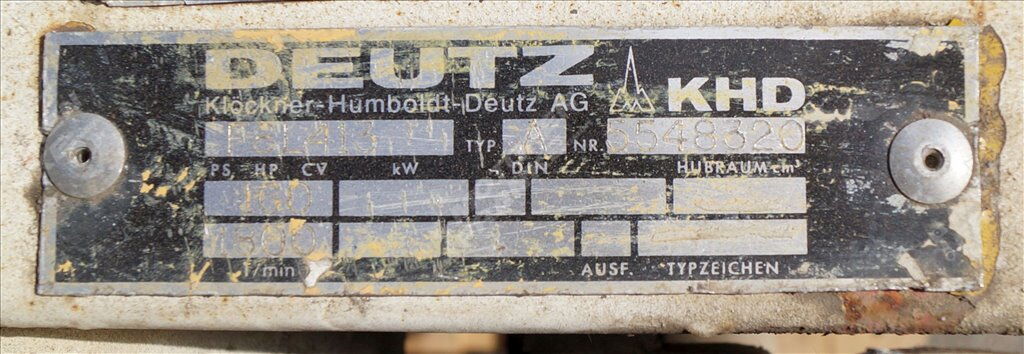 DEUTZ
Klöckner-Humboldt-Deutz AG KHD
TYP A NR. 5548320
PS, HP CV kW DIN HUBRAUM-cm³
160
1/min AUSF. TYPZEICHEN